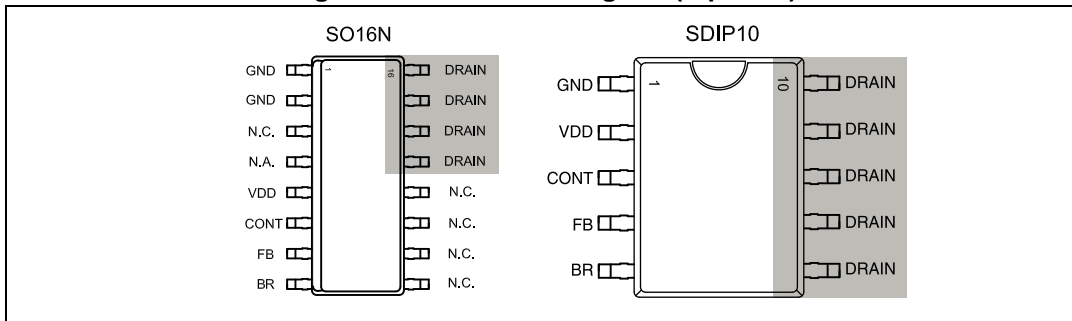 SO16N
GND 1 16 DRAIN
GND DRAIN
N.C. DRAIN
N.A. DRAIN
VDD N.C.
CONT N.C.
FB N.C.
BR N.C.
SDIP10
GND 1 10 DRAIN
VDD DRAIN
CONT DRAIN
FB DRAIN
BR DRAIN